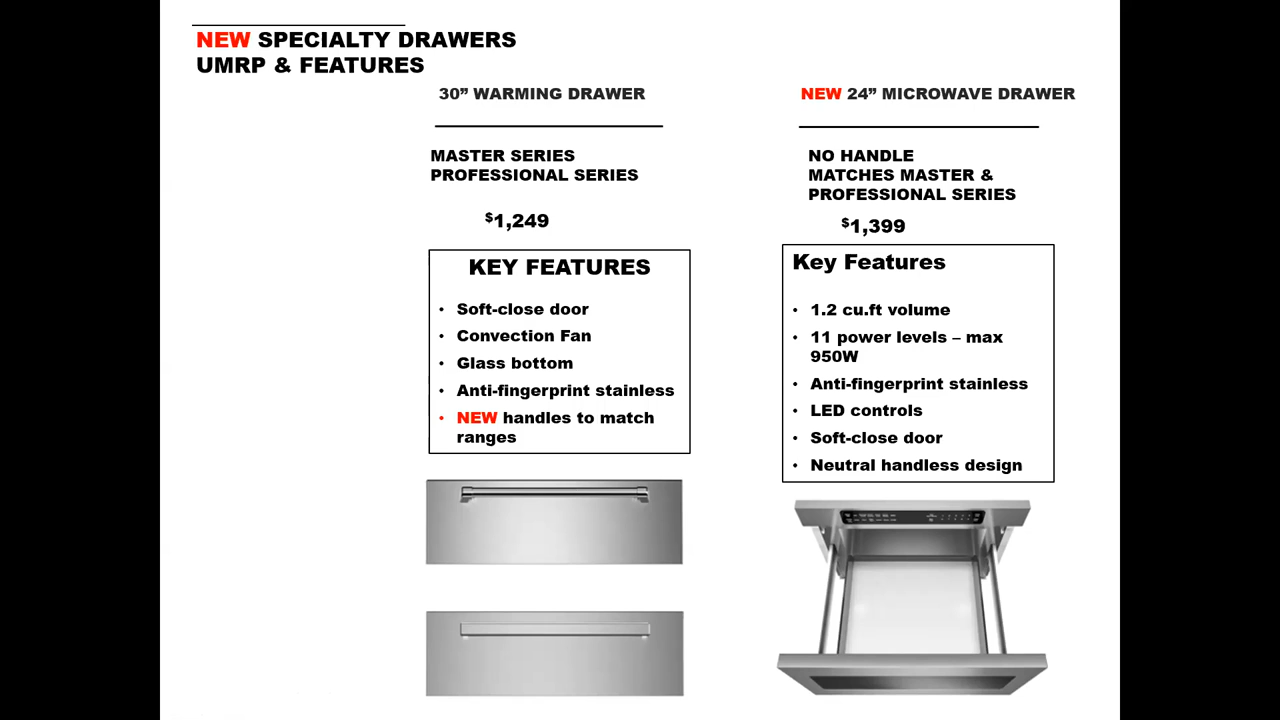 NEW SPECIALTY DRAWERS
UMRP & FEATURES
30” WARMING DRAWER
MASTER SERIES
PROFESSIONAL SERIES
$1,249
KEY FEATURES
• Soft-close door
• Convection Fan
• Glass bottom
• Anti-fingerprint stainless
• NEW handles to match
ranges
NEW 24” MICROWAVE DRAWER
NO HANDLE
MATCHES MASTER &
PROFESSIONAL SERIES
$1,399
Key Features
• 1.2 cu.ft volume
• 11 power levels – max
950W
• Anti-fingerprint stainless
• LED controls
• Soft-close door
• Neutral handless design